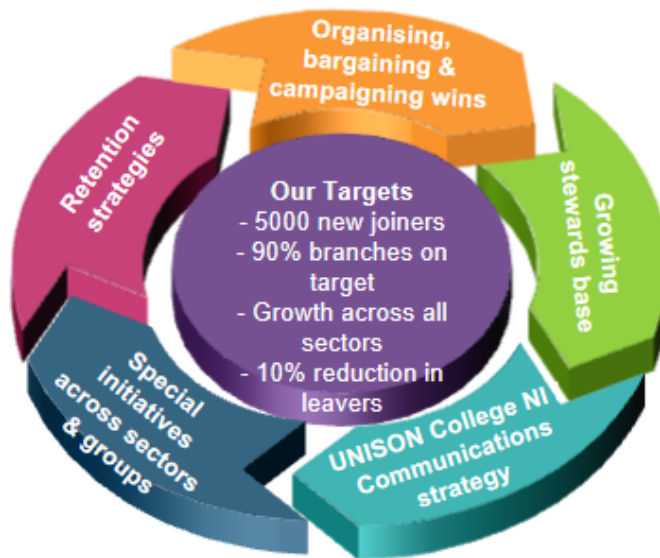 Organising,
bargaining &
campaigning wins
Growing
stewards base
UNISON College NI
Communications
strategy
Special
initiatives
across sectors
& groups
Retention
strategies
Our Targets
- 5000 new joiners
- 90% branches on
target
- Growth across all
sectors
- 10% reduction in
leavers